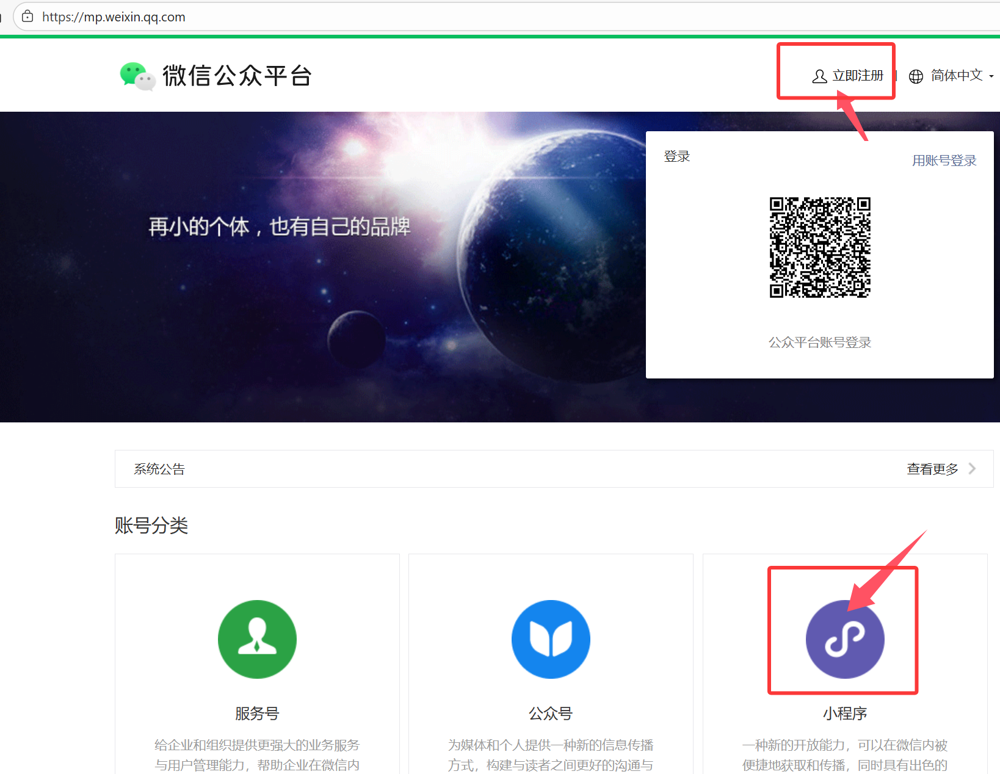 https://mp.weixin.qq.com
微信公众平台
立即注册
简体中文
登录
用账号登录
再小的个体，也有自己的品牌
公众平台账号登录
系统公告
查看更多
账号分类
服务号
给企业和组织提供更强大的业务服务
与用户管理能力，帮助企业在微信内
公众号
为媒体和个人提供一种新的信息传播
方式，构建与读者之间更好的沟通与
小程序
一种新的开放能力，可以在微信内被
便捷地获取和传播，同时具有出色的